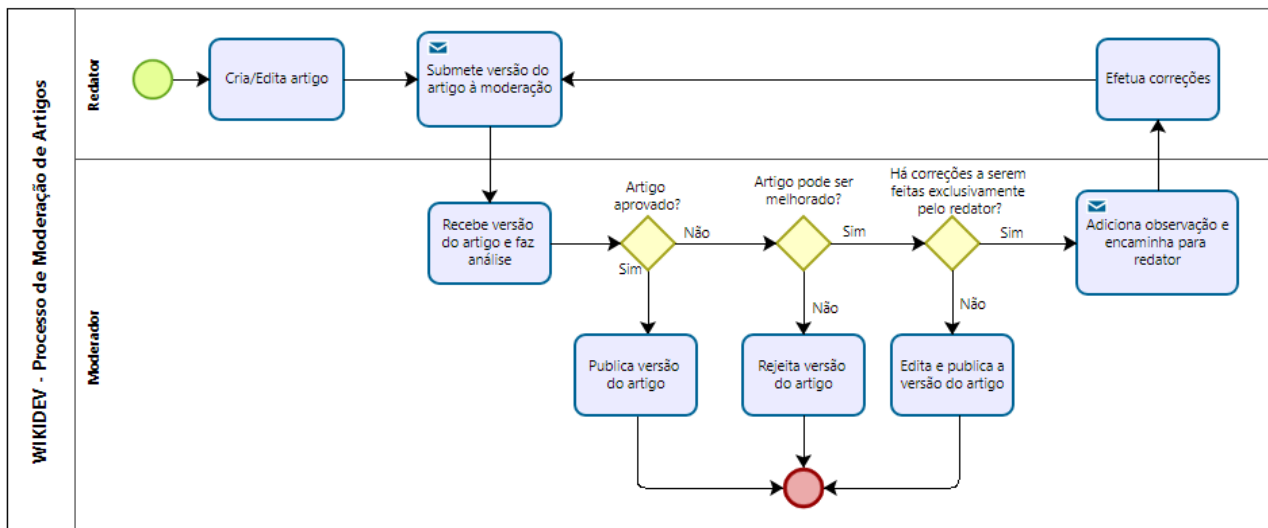 WIKIDEV - Processo de Moderação de Artigos
Redator
Cria/Edita artigo
Submete versão do
artigo à moderação
Efetua correções
Moderador
Recebe versão
do artigo e faz
análise
Artigo
aprovado?
Não
Sim
Artigo pode ser
melhorado?
Sim
Não
Há correções a serem
feitas exclusivamente
pelo redator?
Sim
Não
Adiciona observação e
encaminha para
redator
Publica versão
do artigo
Rejeita versão
do artigo
Edita e publica a
versão do artigo